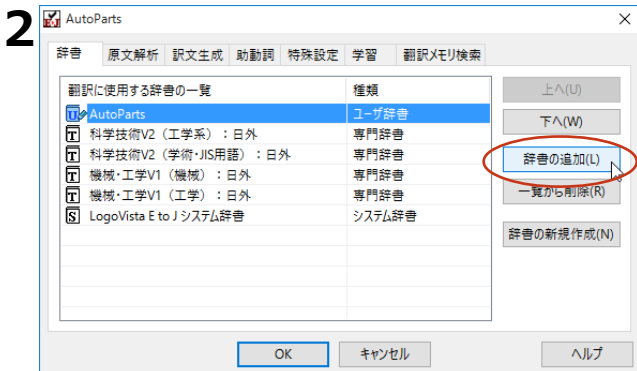 2
AutoParts
辞書 原文解析 訳文生成 助動詞 特殊設定 学習 翻訳メモリ検索
翻訳に使用する辞書の一覧 種類
AutoParts ユーザ辞書
科学技術V2（工学系）：日外 専門辞書
科学技術V2（学術･JIS用語）：日外 専門辞書
機械･工学V1（機械）：日外 専門辞書
機械･工学V1（工学）：日外 専門辞書
LogoVista E to J システム辞書 システム辞書
上へ(U)
下へ(W)
辞書の追加(L)
一覧から削除(R)
辞書の新規作成(N)
OK キャンセル ヘルプ